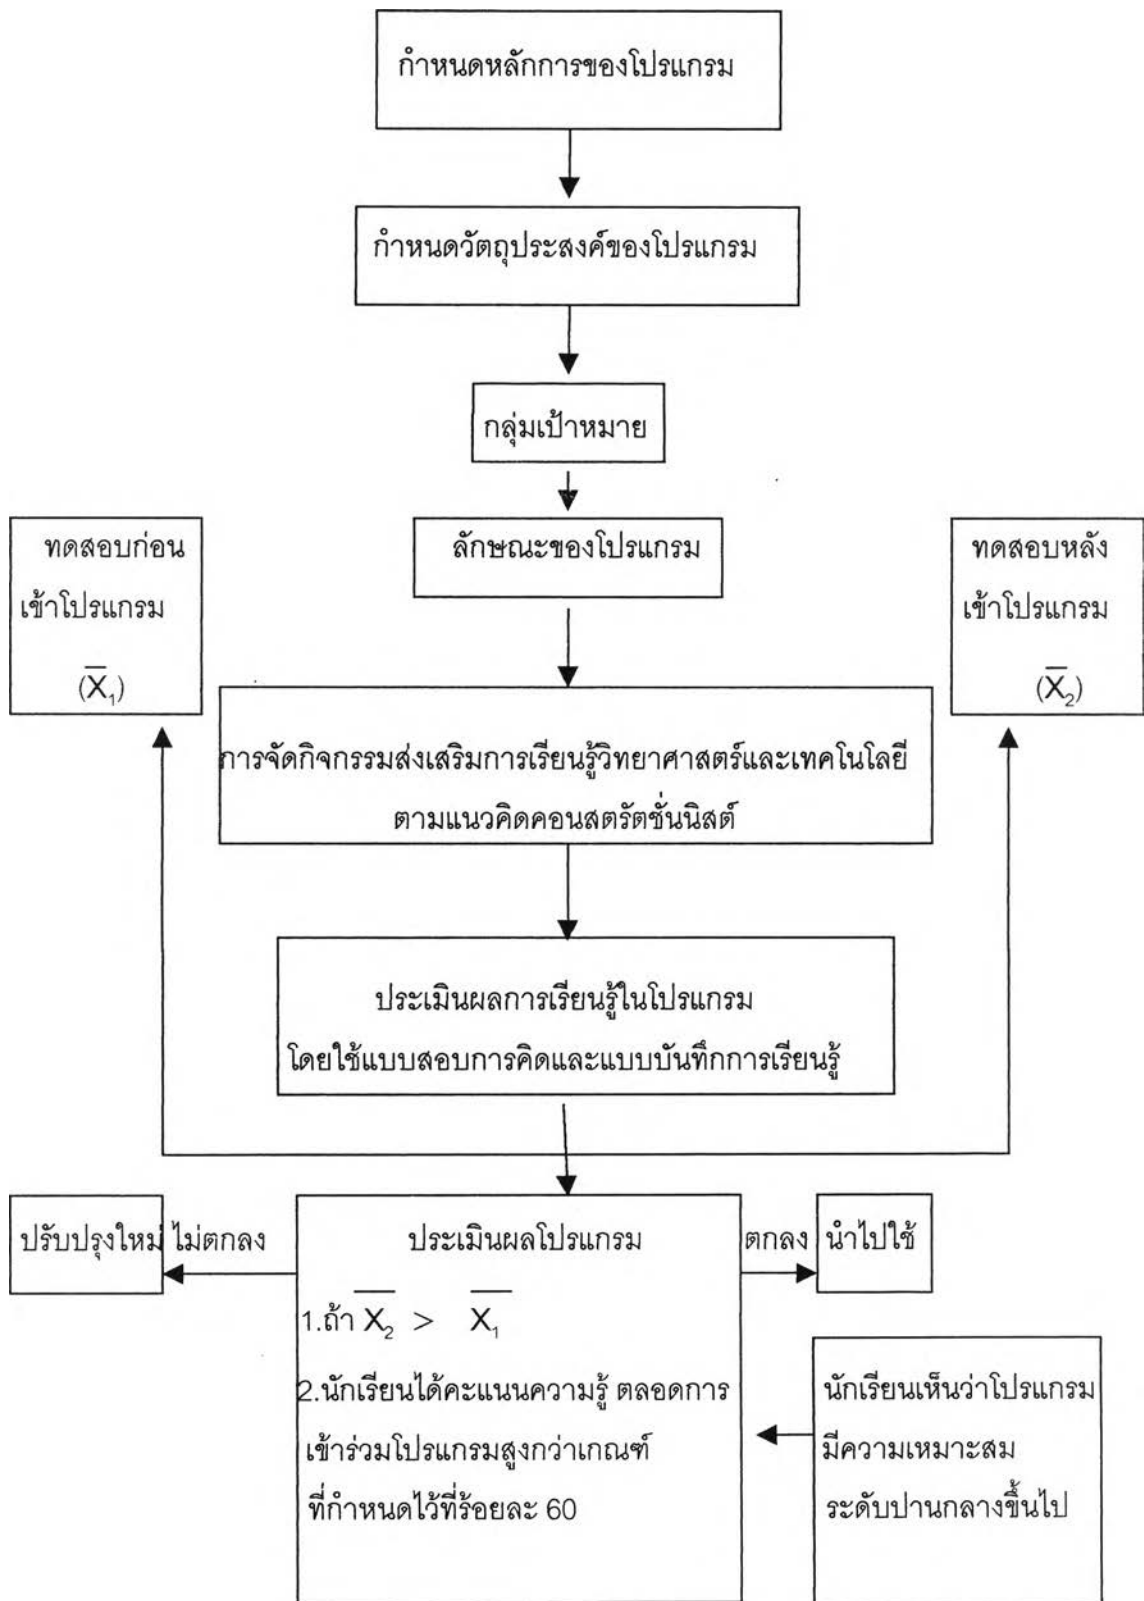 กำหนดหลักการของโปรแกรม
กำหนดวัตถุประสงค์ของโปรแกรม
กลุ่มเป้าหมาย
ลักษณะของโปรแกรม
ทดสอบก่อน
เข้าโปรแกรม
(X̅₁)
ทดสอบหลัง
เข้าโปรแกรม
(X̅₂)
การจัดกิจกรรมส่งเสริมการเรียนรู้วิทยาศาสตร์และเทคโนโลยี
ตามแนวคิดคอนสตรัตชั่นนิสต์
ประเมินผลการเรียนรู้ในโปรแกรม
โดยใช้แบบสอบการคิดและแบบบันทึกการเรียนรู้
ปรับปรุงใหม่
ไม่ตกลง
ประเมินผลโปรแกรม
1.ถ้า X̅₂ > X̅₁
2.นักเรียนได้คะแนนความรู้ ตลอดการ
เข้าร่วมโปรแกรมสูงกว่าเกณฑ์
ที่กำหนดไว้ที่ร้อยละ 60
ตกลง
นำไปใช้
นักเรียนเห็นว่าโปรแกรม
มีความเหมาะสม
ระดับปานกลางขึ้นไป